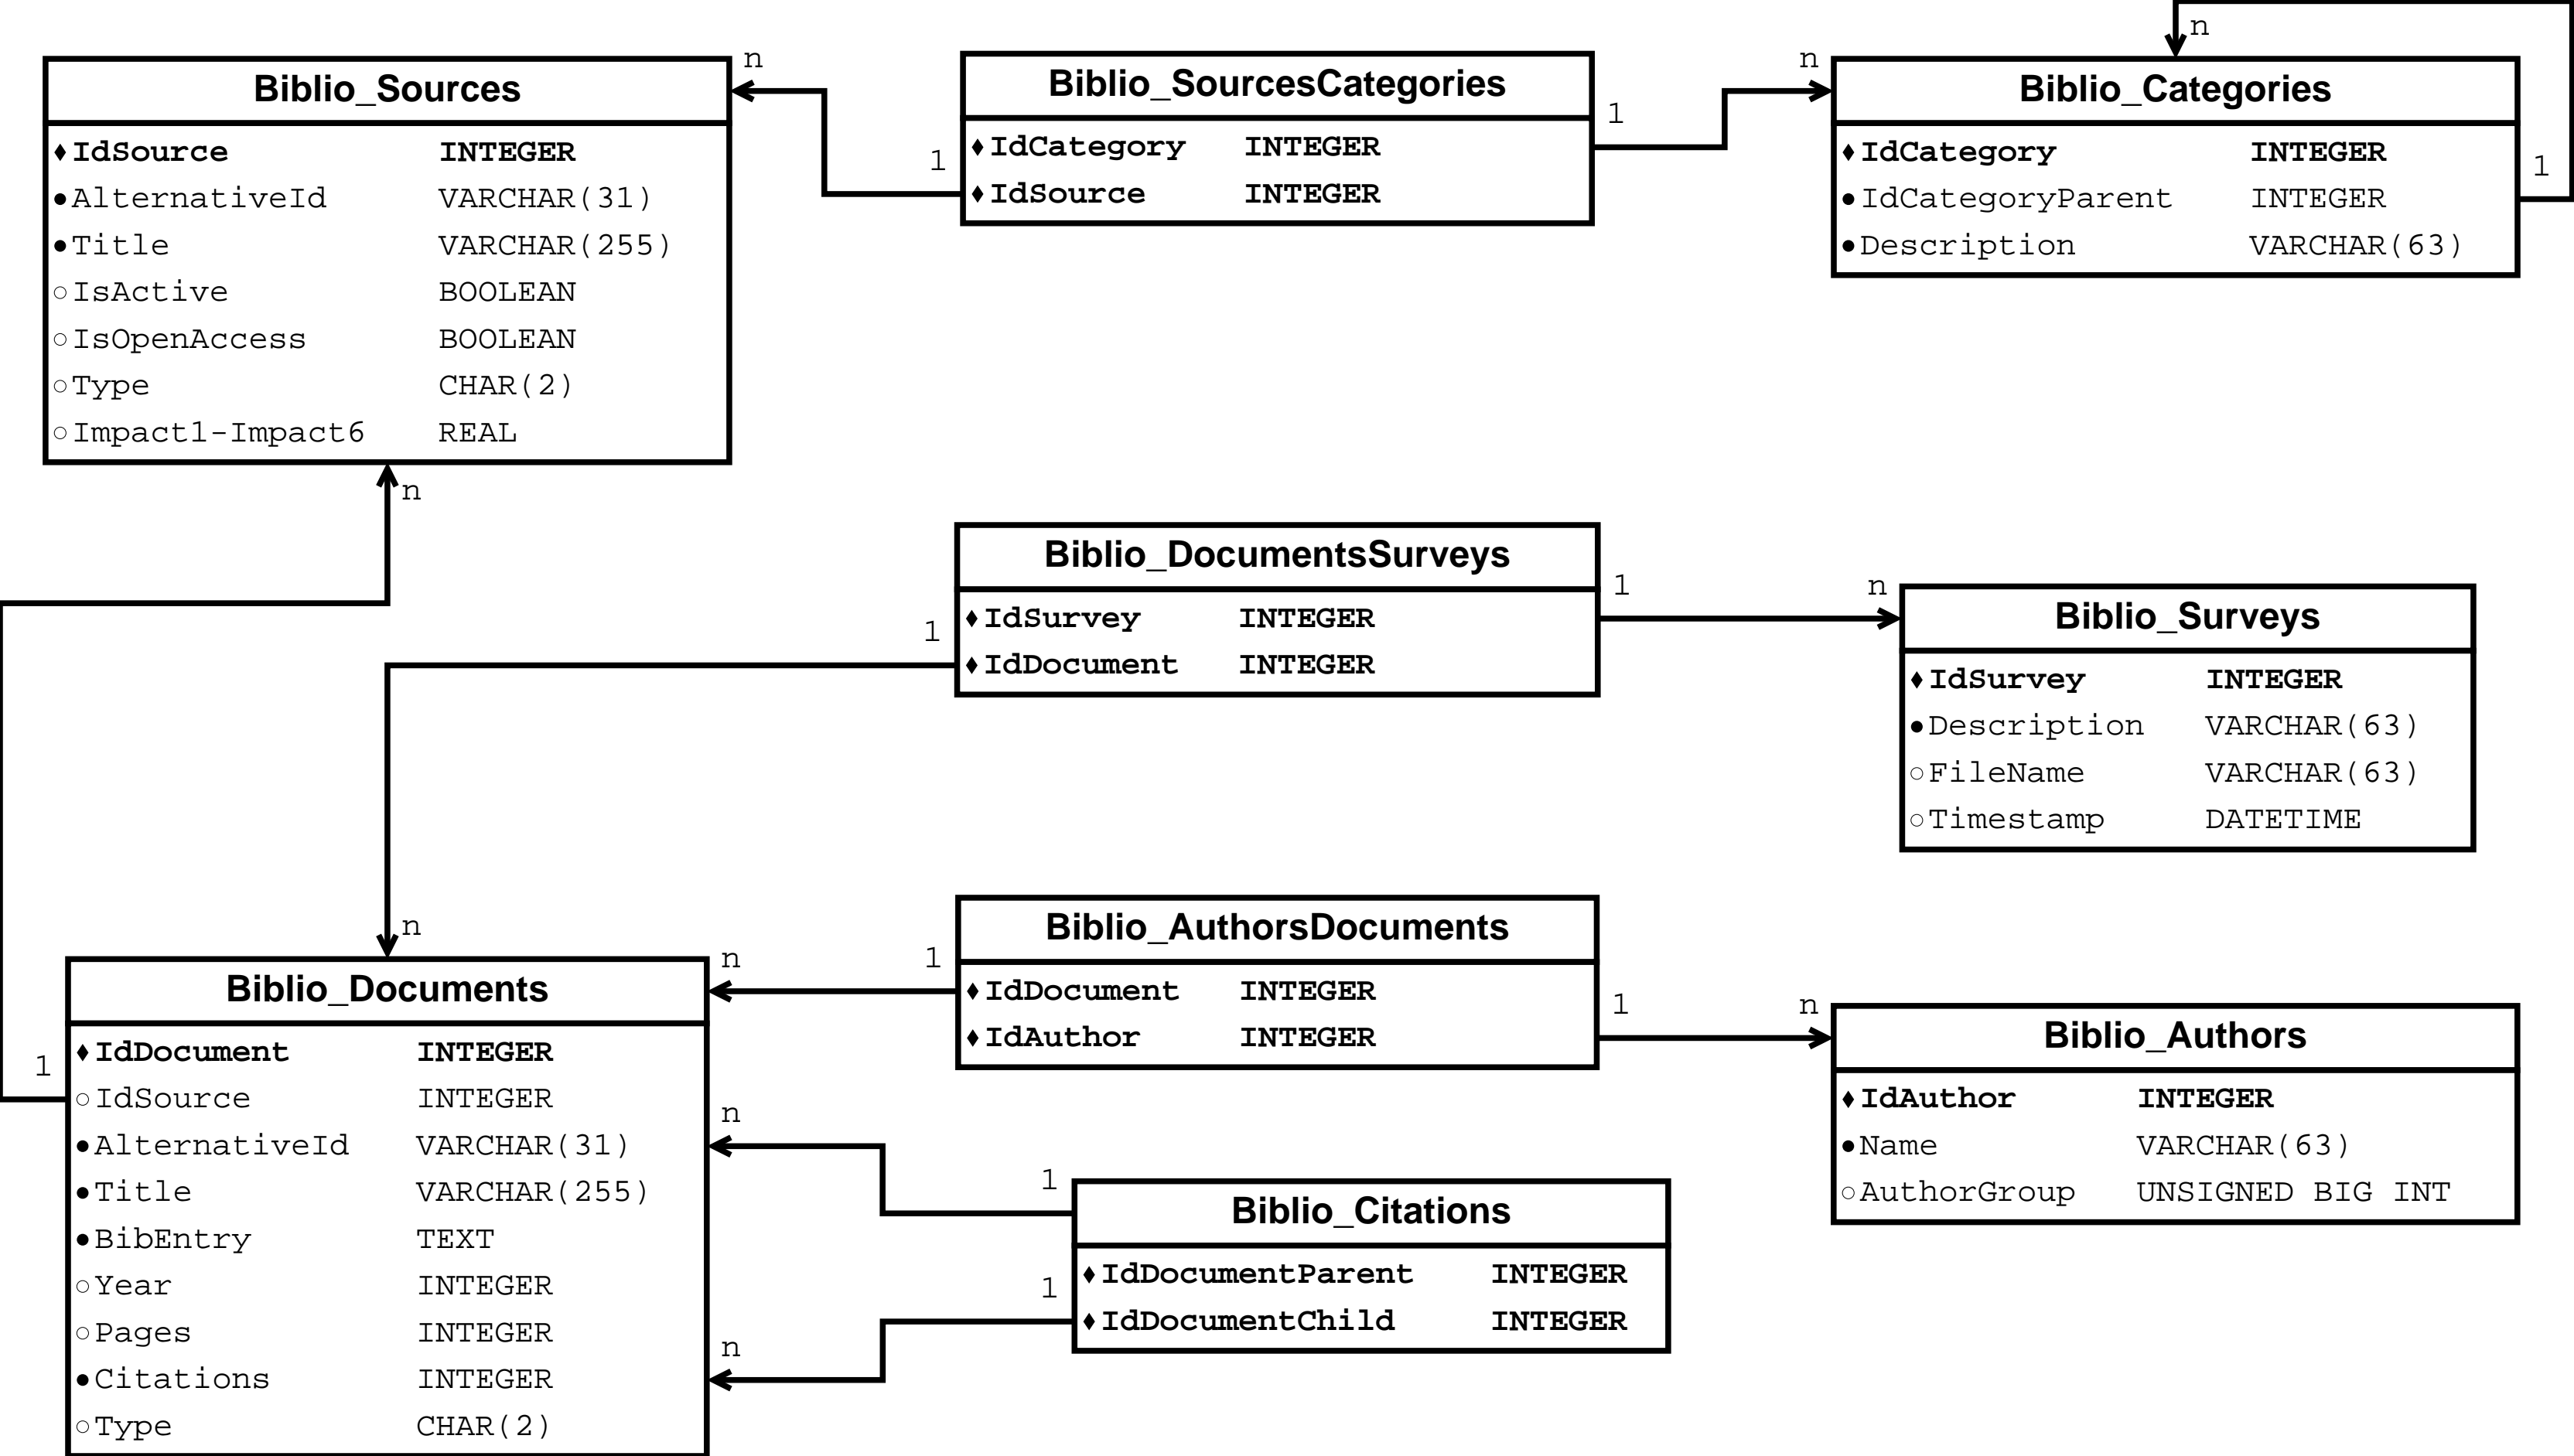 Biblio_Sources
♦IdSource INTEGER
●AlternativeId VARCHAR(31)
●Title VARCHAR(255)
○IsActive BOOLEAN
○IsOpenAccess BOOLEAN
○Type CHAR(2)
○Impact1-Impact6 REAL
n
1
Biblio_SourcesCategories
♦IdCategory INTEGER
♦IdSource INTEGER
1
n
Biblio_Categories
♦IdCategory INTEGER
●IdCategoryParent INTEGER
●Description VARCHAR(63)
n
1
n
Biblio_DocumentsSurveys
♦IdSurvey INTEGER
♦IdDocument INTEGER
1
1
n
Biblio_Surveys
♦IdSurvey INTEGER
●Description VARCHAR(63)
○FileName VARCHAR(63)
○Timestamp DATETIME
n
Biblio_Documents
♦IdDocument INTEGER
○IdSource INTEGER
●AlternativeId VARCHAR(31)
●Title VARCHAR(255)
●BibEntry TEXT
○Year INTEGER
○Pages INTEGER
●Citations INTEGER
○Type CHAR(2)
1
n
1
Biblio_AuthorsDocuments
♦IdDocument INTEGER
♦IdAuthor INTEGER
1
n
Biblio_Authors
♦IdAuthor INTEGER
●Name VARCHAR(63)
○AuthorGroup UNSIGNED BIG INT
n
1
Biblio_Citations
♦IdDocumentParent INTEGER
♦IdDocumentChild INTEGER
1
n